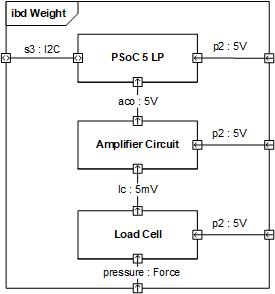 ibd Weight
s3 : I2C
PSoC 5 LP
p2 : 5V
aco : 5V
Amplifier Circuit
p2 : 5V
lc : 5mV
Load Cell
p2 : 5V
pressure : Force